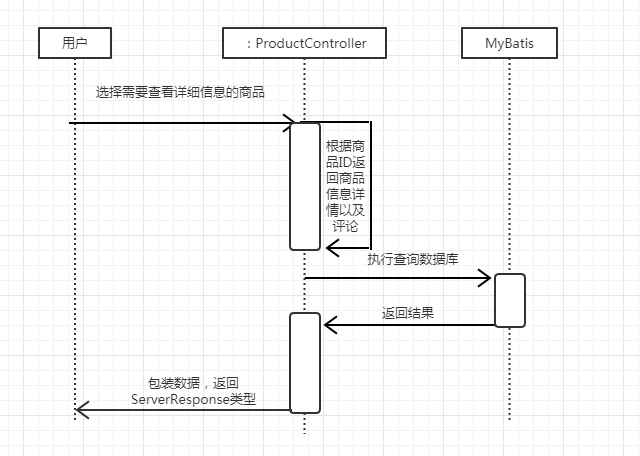 用户
：ProductController
MyBatis
选择需要查看详细信息的商品
根据商
品ID返
回商品
信息详
情以及
评论
执行查询数据库
返回结果
包装数据，返回
ServerResponse类型